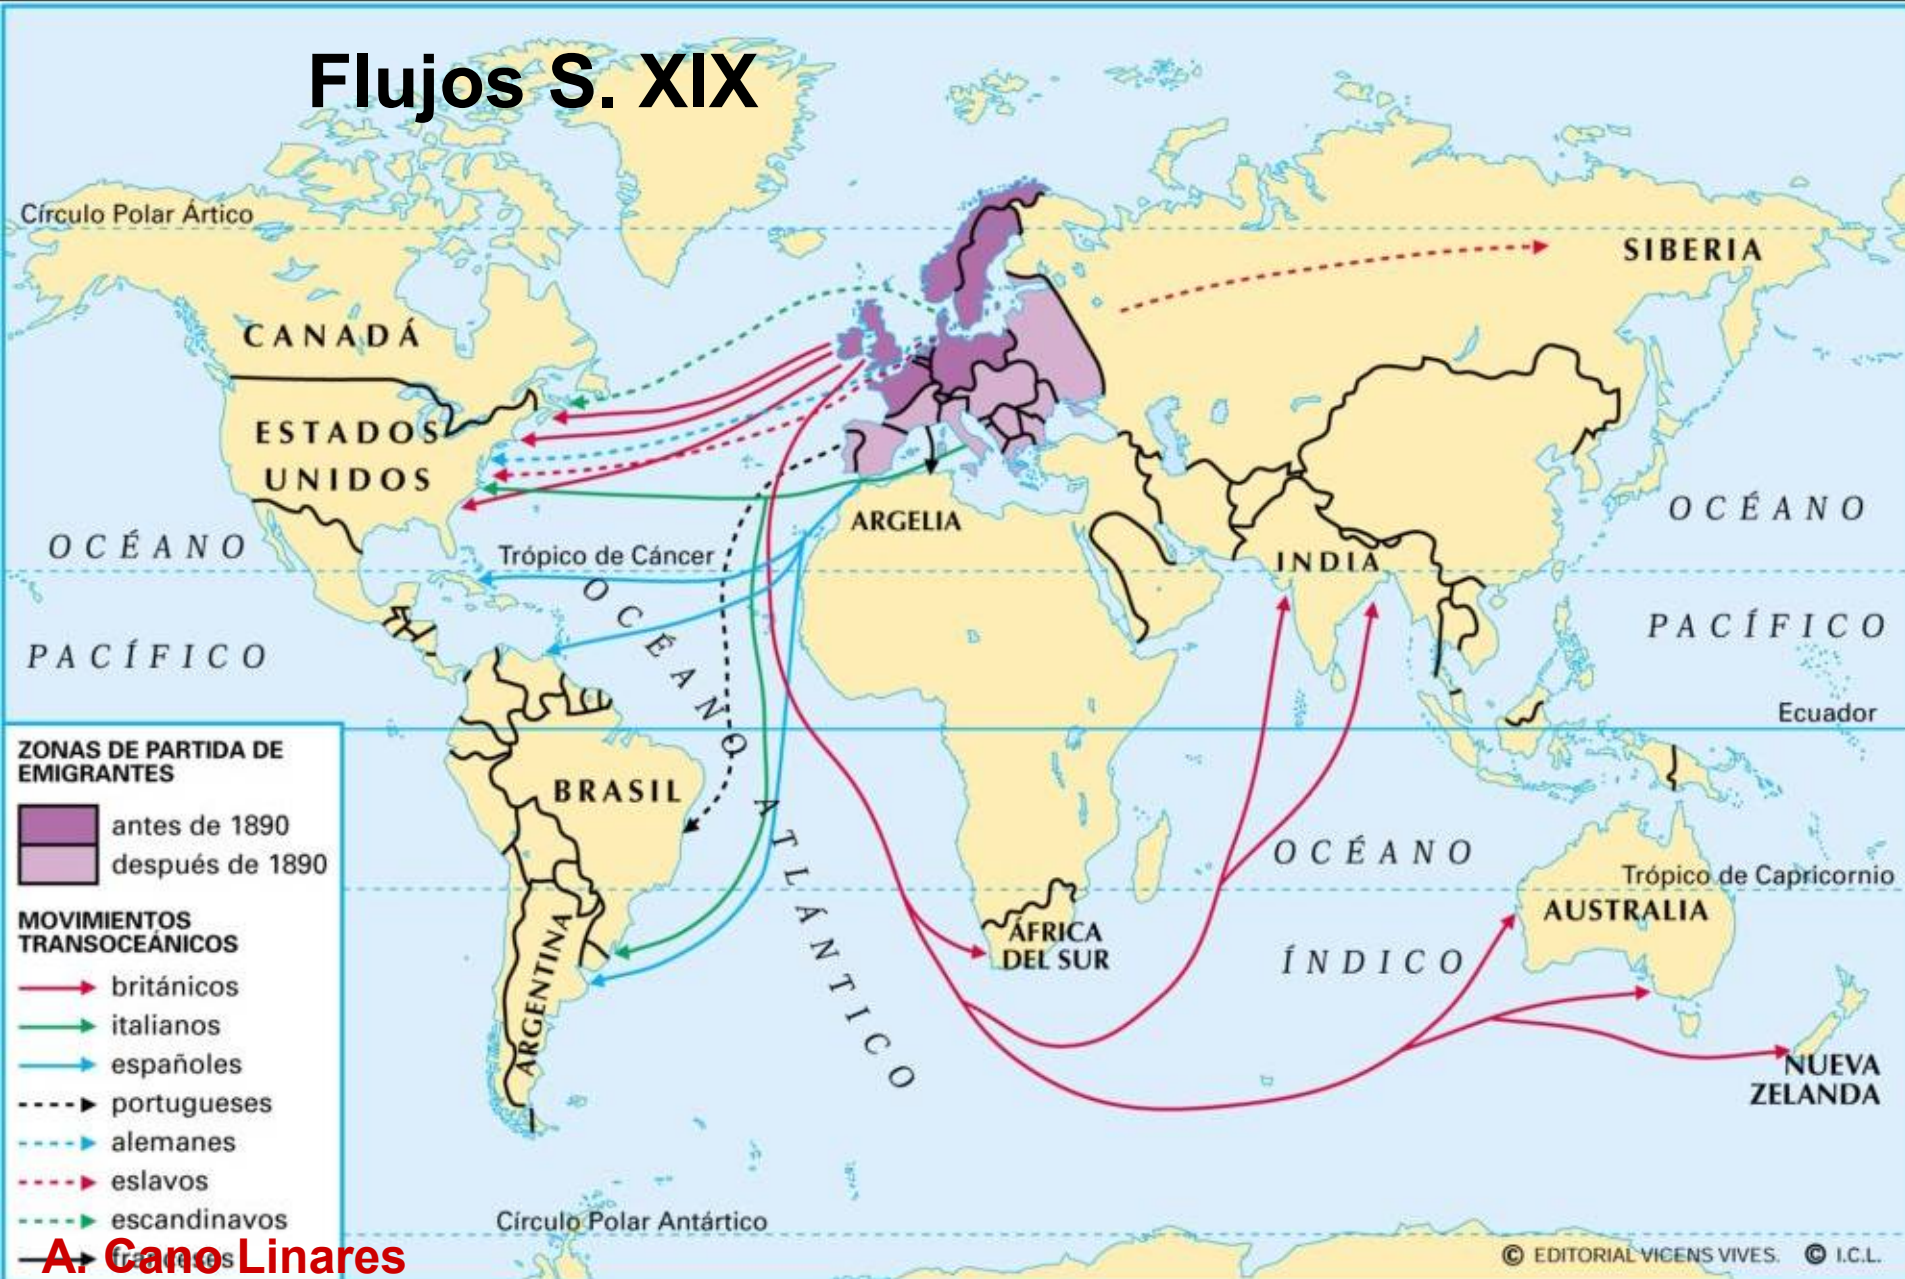 Flujos S. XIX
Círculo Polar Ártico
SIBERIA
CANADÁ
ESTADOS
UNIDOS
OCÉANO
PACÍFICO
Trópico de Cáncer
ARGELIA
INDIA
OCÉANO
PACÍFICO
OCÉANO
ATLÁNTICO
Ecuador
BRASIL
ARGENTINA
ÁFRICA
DEL SUR
OCÉANO
ÍNDICO
Trópico de Capricornio
AUSTRALIA
NUEVA
ZELANDA
ZONAS DE PARTIDA DE
EMIGRANTES
antes de 1890
después de 1890
MOVIMIENTOS
TRANSOCEÁNICOS
británicos
italianos
españoles
portugueses
alemanes
eslavos
escandinavos
franceses
A. Cano Linares
Círculo Polar Antártico
© EDITORIAL VICENS VIVES. © I.C.L.